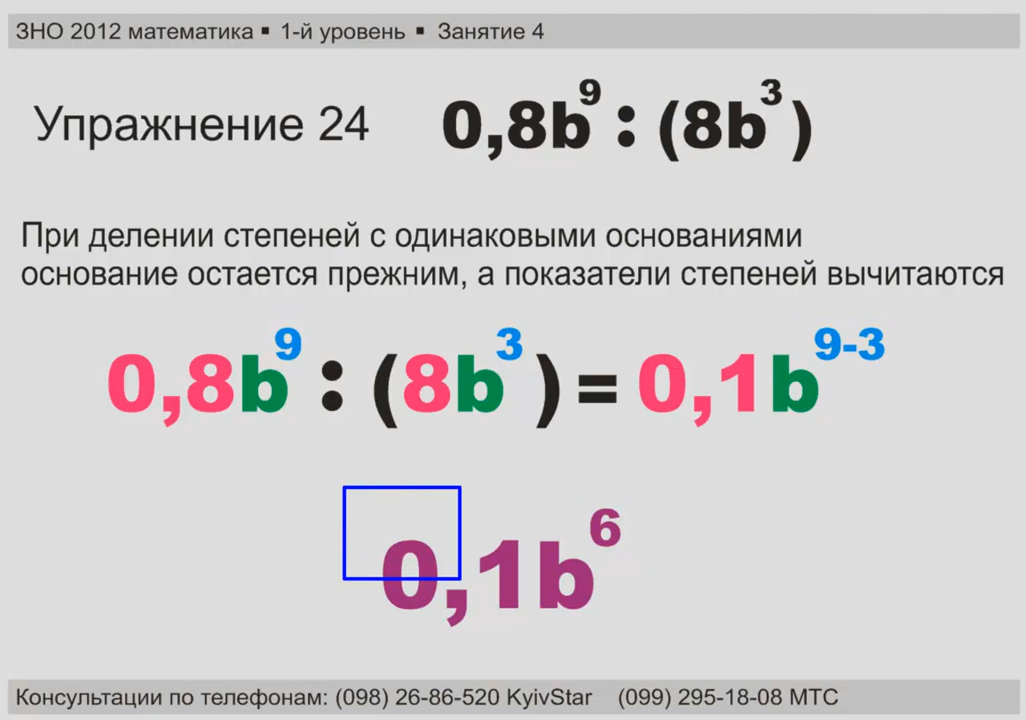 ЗНО 2012 математика ▪ 1-й уровень ▪ Занятие 4
Упражнение 24 0,8b⁹ : (8b³)
При делении степеней с одинаковыми основаниями
основание остается прежним, а показатели степеней вычитаются
0,8b⁹ : (8b³) = 0,1b⁹⁻³
0,1b⁶
Консультации по телефонам: (098) 26-86-520 KyivStar (099) 295-18-08 МТС